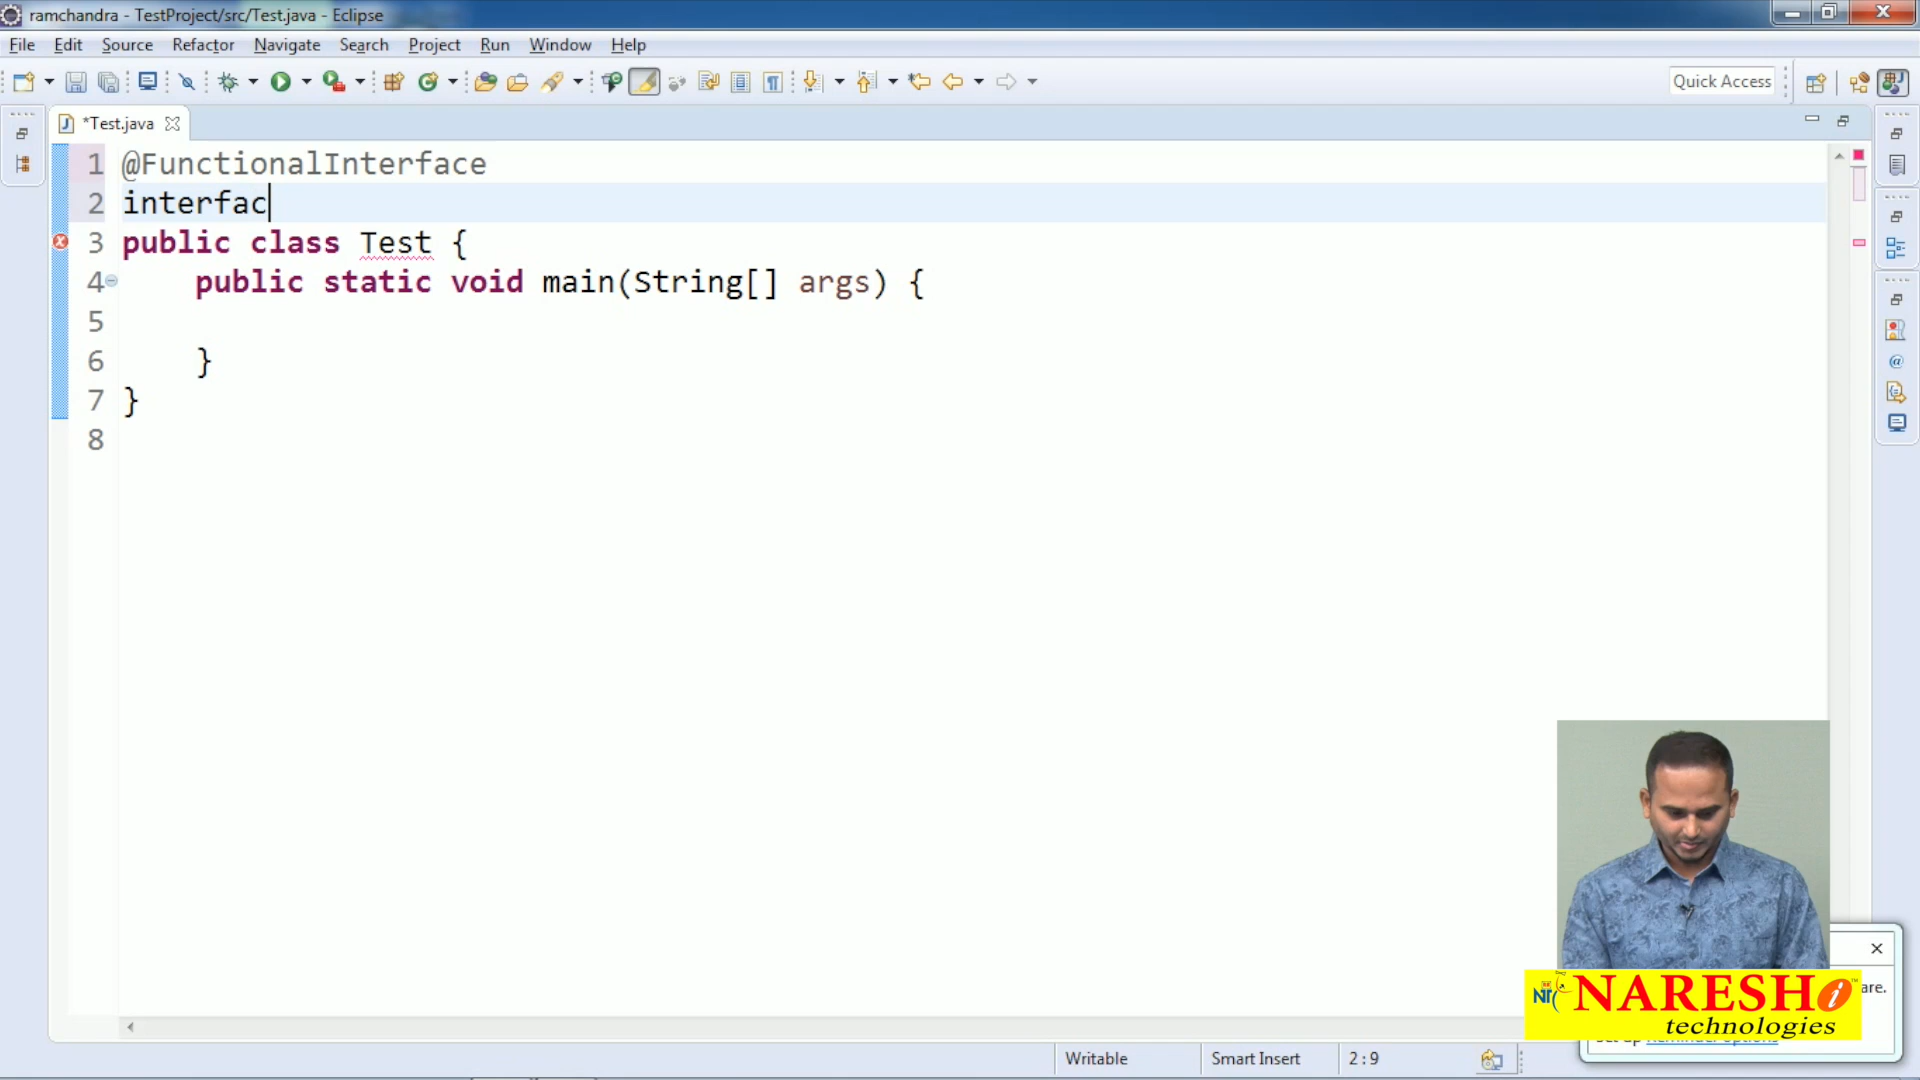 ramchandra - TestProject/src/Test.java - Eclipse
File Edit Source Refactor Navigate Search Project Run Window Help
Quick Access
*Test.java
1 @FunctionalInterface
2 interfac
3 public class Test {
4 public static void main(String[] args) {
5
6 }
7 }
8
are.
NARESH i
technologies
Writable Smart Insert 2:9